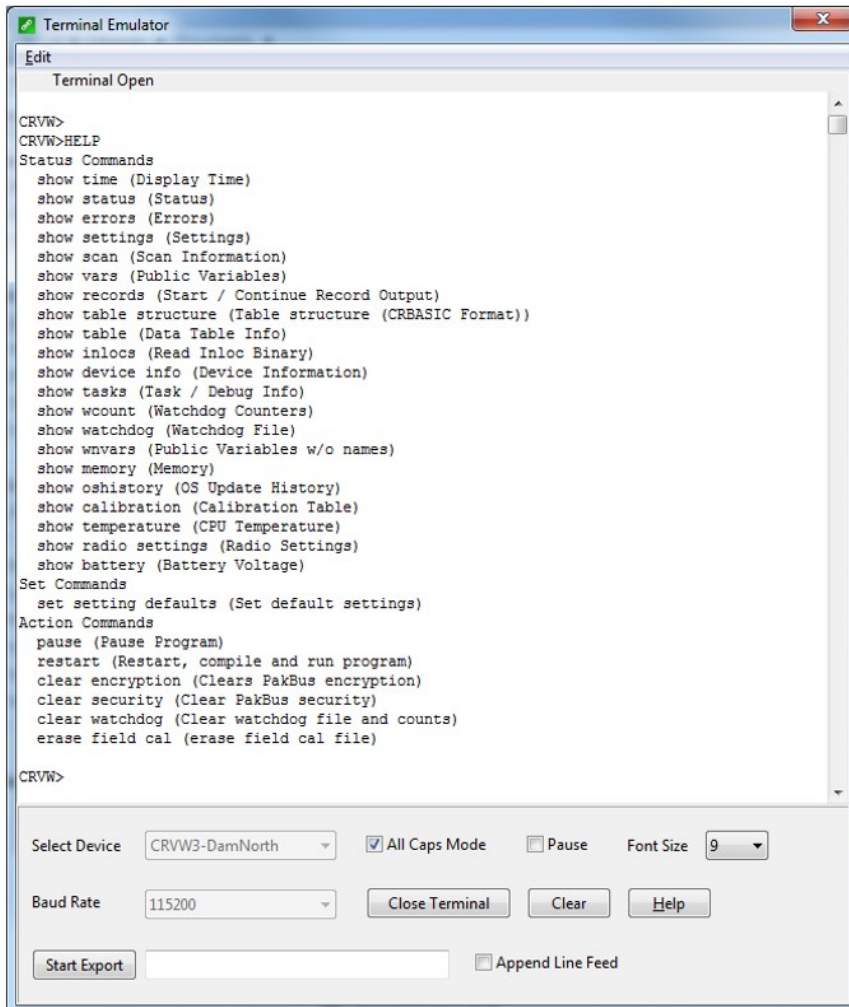 Terminal Emulator
Edit
Terminal Open
CRVW>
CRVW>HELP
Status Commands
show time (Display Time)
show status (Status)
show errors (Errors)
show settings (Settings)
show scan (Scan Information)
show vars (Public Variables)
show records (Start / Continue Record Output)
show table structure (Table structure (CRBASIC Format))
show table (Data Table Info)
show inlocs (Read Inloc Binary)
show device info (Device Information)
show tasks (Task / Debug Info)
show wcount (Watchdog Counters)
show watchdog (Watchdog File)
show wnvars (Public Variables w/o names)
show memory (Memory)
show oshistory (OS Update History)
show calibration (Calibration Table)
show temperature (CPU Temperature)
show radio settings (Radio Settings)
show battery (Battery Voltage)
Set Commands
set setting defaults (Set default settings)
Action Commands
pause (Pause Program)
restart (Restart, compile and run program)
clear encryption (Clears PakBus encryption)
clear security (Clear PakBus security)
clear watchdog (Clear watchdog file and counts)
erase field cal (erase field cal file)
CRVW>
Select Device CRVW3-DamNorth All Caps Mode Pause Font Size 9
Baud Rate 115200 Close Terminal Clear Help
Start Export Append Line Feed